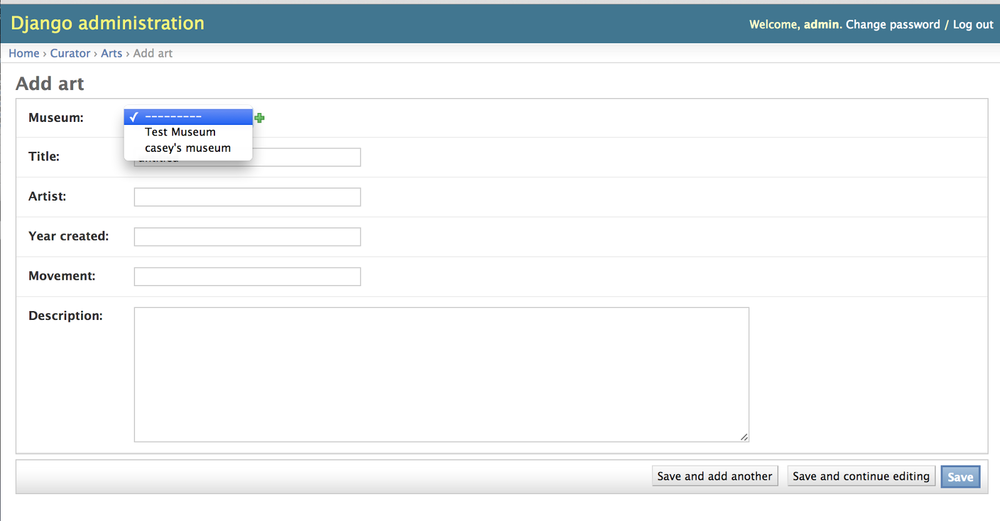 Django administration
Welcome, admin. Change password / Log out
Home › Curator › Arts › Add art
Add art
Museum:
✓ ---------
Test Museum
casey's museum
Title:
Artist:
Year created:
Movement:
Description:
Save and add another
Save and continue editing
Save